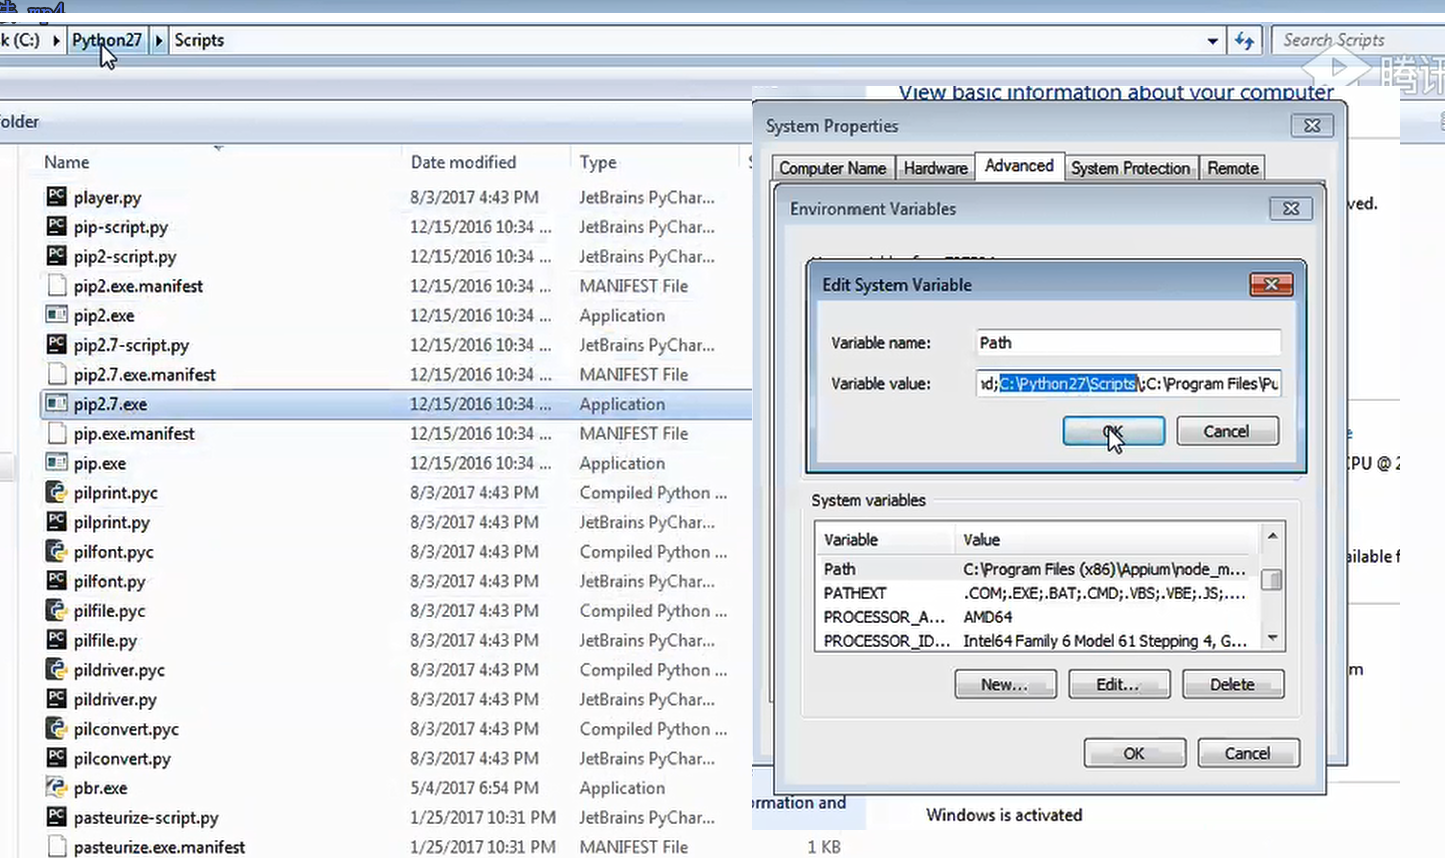 .mp4
k (C:) Python27 Scripts
Search Scripts
腾讯
folder
Name Date modified Type
player.py 8/3/2017 4:43 PM JetBrains PyChar...
pip-script.py 12/15/2016 10:34 ... JetBrains PyChar...
pip2-script.py 12/15/2016 10:34 ... JetBrains PyChar...
pip2.exe.manifest 12/15/2016 10:34 ... MANIFEST File
pip2.exe 12/15/2016 10:34 ... Application
pip2.7-script.py 12/15/2016 10:34 ... JetBrains PyChar...
pip2.7.exe.manifest 12/15/2016 10:34 ... MANIFEST File
pip2.7.exe 12/15/2016 10:34 ... Application
pip.exe.manifest 12/15/2016 10:34 ... MANIFEST File
pip.exe 12/15/2016 10:34 ... Application
pilprint.pyc 8/3/2017 4:43 PM Compiled Python ...
pilprint.py 8/3/2017 4:43 PM JetBrains PyChar...
pilfont.pyc 8/3/2017 4:43 PM Compiled Python ...
pilfont.py 8/3/2017 4:43 PM JetBrains PyChar...
pilfile.pyc 8/3/2017 4:43 PM Compiled Python ...
pilfile.py 8/3/2017 4:43 PM JetBrains PyChar...
pildriver.pyc 8/3/2017 4:43 PM Compiled Python ...
pildriver.py 8/3/2017 4:43 PM JetBrains PyChar...
pilconvert.pyc 8/3/2017 4:43 PM Compiled Python ...
pilconvert.py 8/3/2017 4:43 PM JetBrains PyChar...
pbr.exe 5/4/2017 6:54 PM Application
pasteurize-script.py 1/25/2017 10:31 PM JetBrains PyChar...
pasteurize.exe.manifest 1/25/2017 10:31 PM MANIFEST File 1 KB
View basic information about your computer
System Properties
Computer Name Hardware Advanced System Protection Remote
Environment Variables
ved.
Edit System Variable
Variable name: Path
Variable value: d;C:\Python27\Scripts\;C:\Program Files\Pu
OK Cancel
CPU @ 2
System variables
Variable Value
Path C:\Program Files (x86)\Appium\node_m...
PATHEXT .COM;.EXE;.BAT;.CMD;.VBS;.VBE;.JS;....
PROCESSOR_A... AMD64
PROCESSOR_ID... Intel64 Family 6 Model 61 Stepping 4, G...
ailable f
New... Edit... Delete
m
OK Cancel
ormation and
Windows is activated